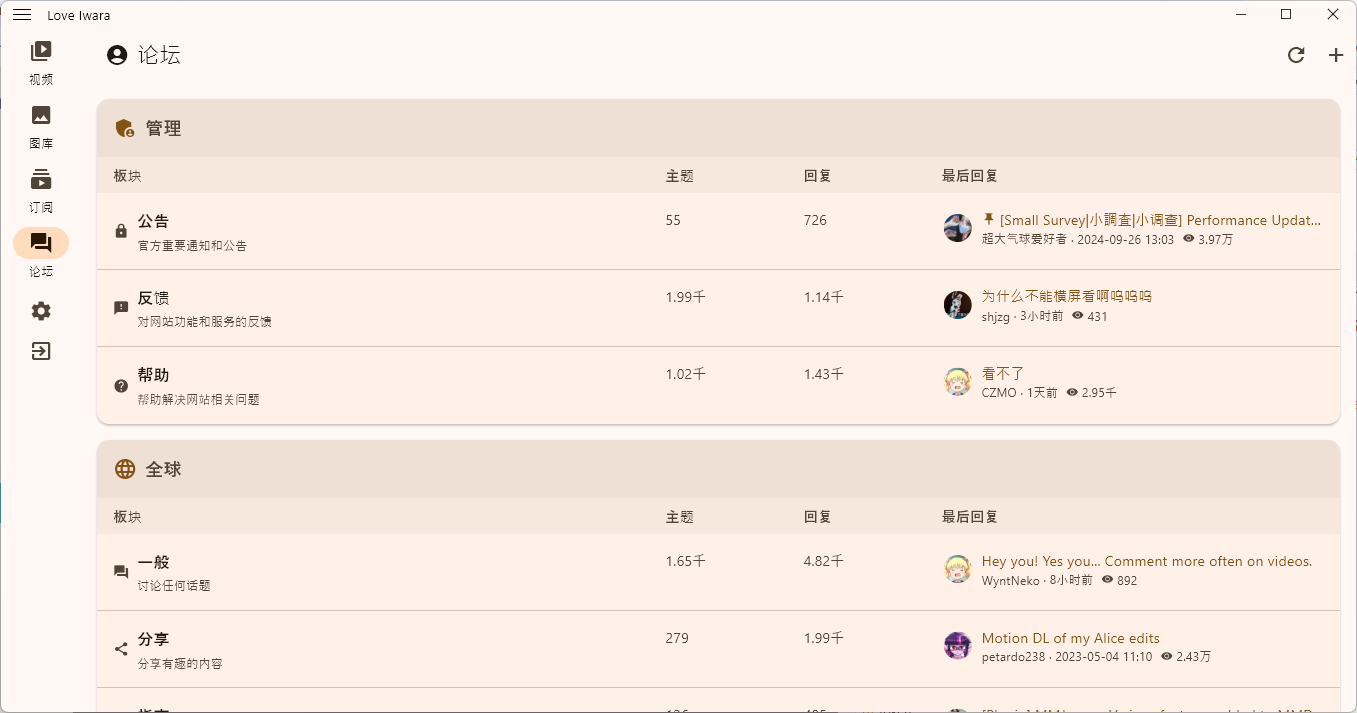 Love Iwara
论坛
视频
图库
订阅
论坛
管理
板块 主题 回复 最后回复
公告 55 726 [Small Survey|小調査|小调查] Performance Updat...
官方重要通知和公告 超大气球爱好者 · 2024-09-26 13:03 3.97万
反馈 1.99千 1.14千 为什么不能横屏看啊呜呜呜
对网站功能和服务的反馈 shjzg · 3小时前 431
帮助 1.02千 1.43千 看不了
帮助解决网站相关问题 CZMO · 1天前 2.95千
全球
板块 主题 回复 最后回复
一般 1.65千 4.82千 Hey you! Yes you... Comment more often on videos.
讨论任何话题 WyntNeko · 8小时前 892
分享 279 1.99千 Motion DL of my Alice edits
分享有趣的内容 petardo238 · 2023-05-04 11:10 2.43万